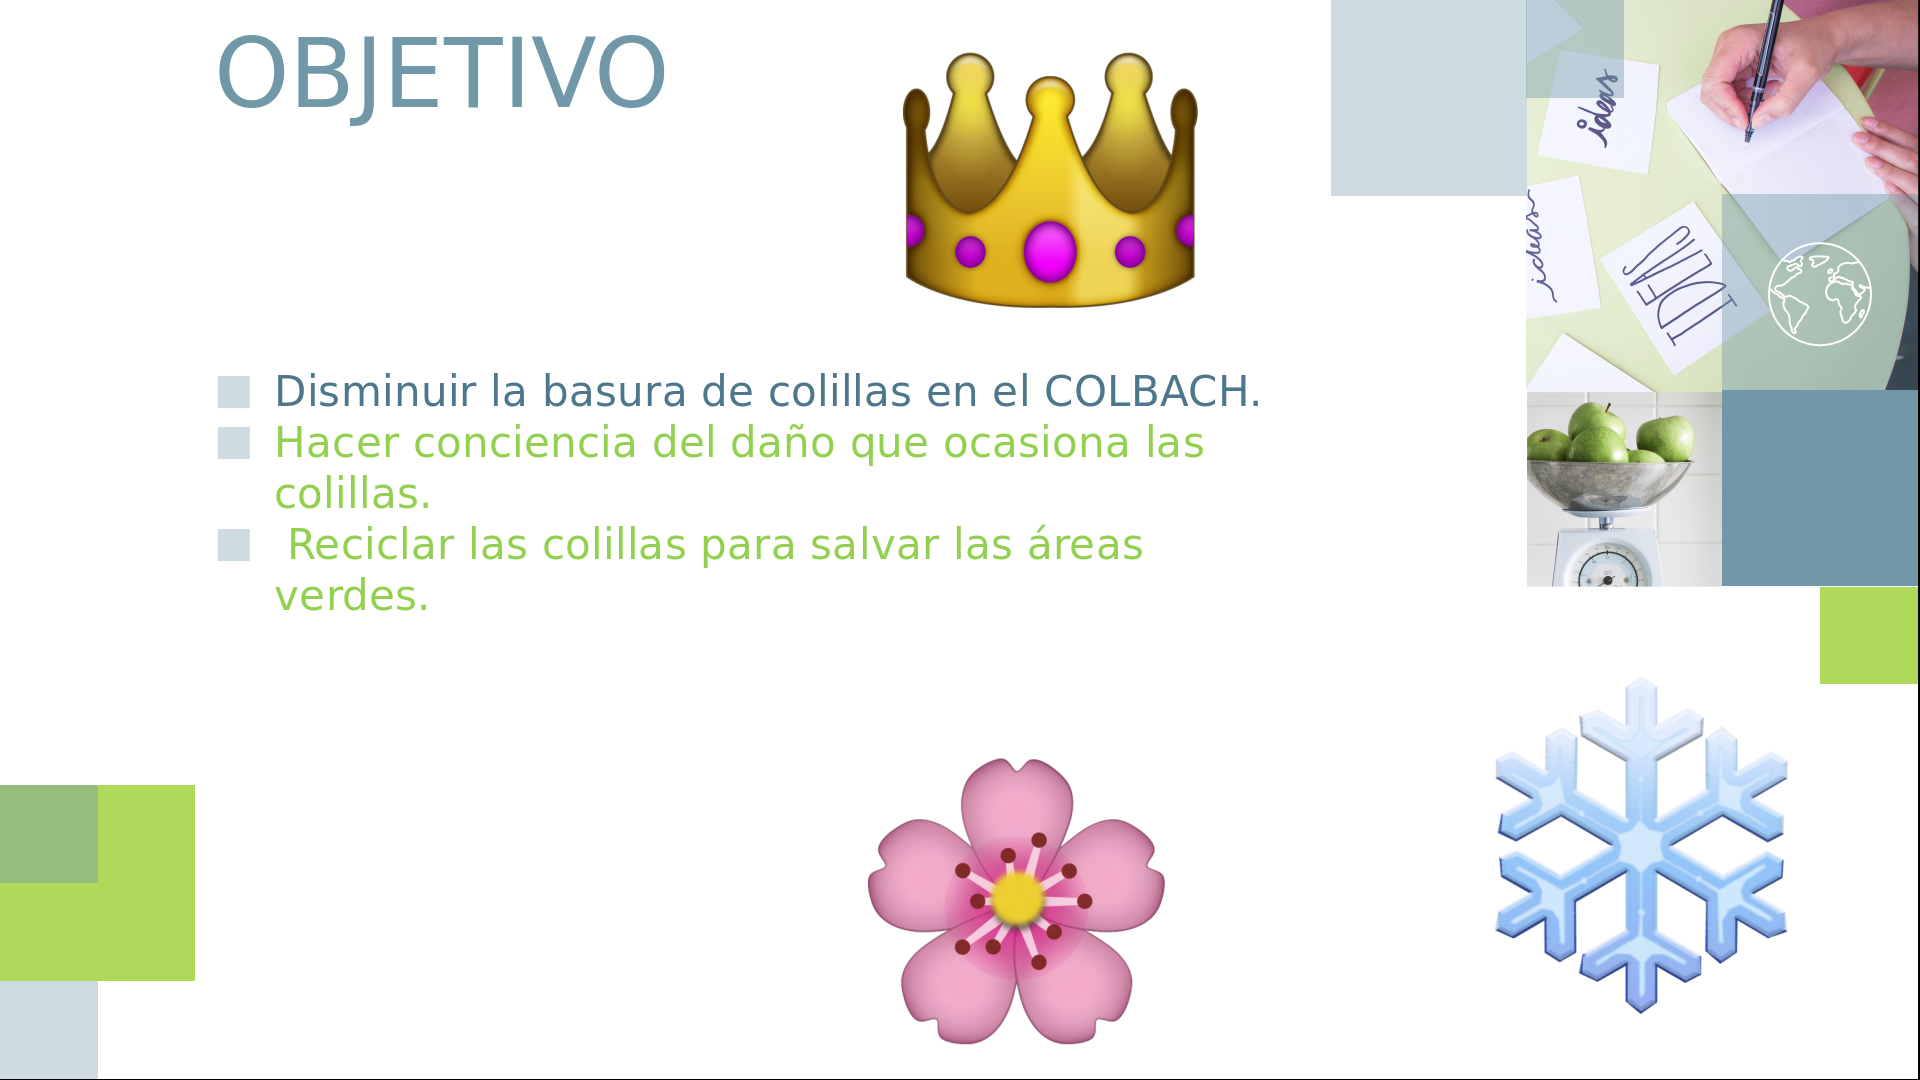 OBJETIVO
ideas
ideas
IDEAS
Disminuir la basura de colillas en el COLBACH.
Hacer conciencia del daño que ocasiona las
colillas.
Reciclar las colillas para salvar las áreas
verdes.